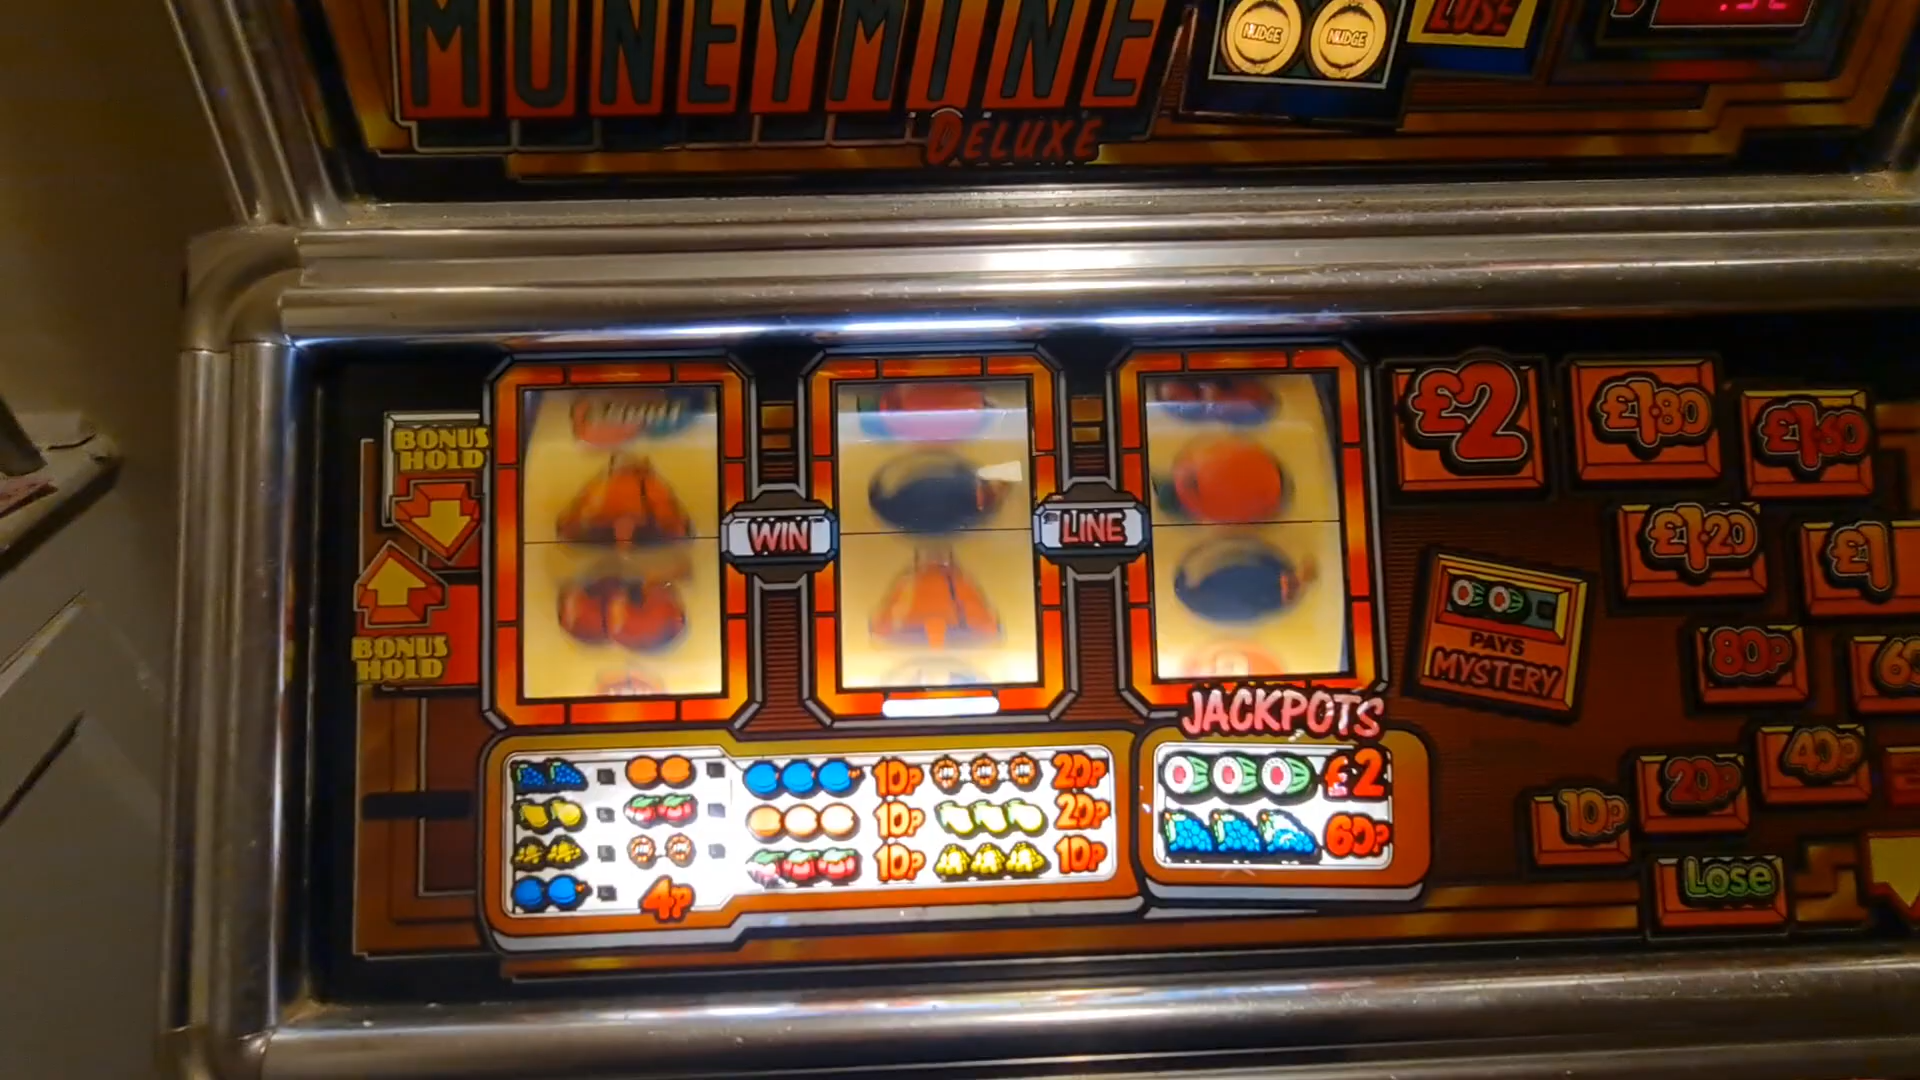 MONEYMINE
DELUXE
NUDGE
NUDGE
LOSE
BONUS
HOLD
BONUS
HOLD
WIN
LINE
£2
£1.80
£1.60
£1.20
£1
PAYS
MYSTERY
80p
40p
20p
10p
LOSE
JACKPOTS
£2
60p
10p
20p
10p
20p
10p
10p
4p